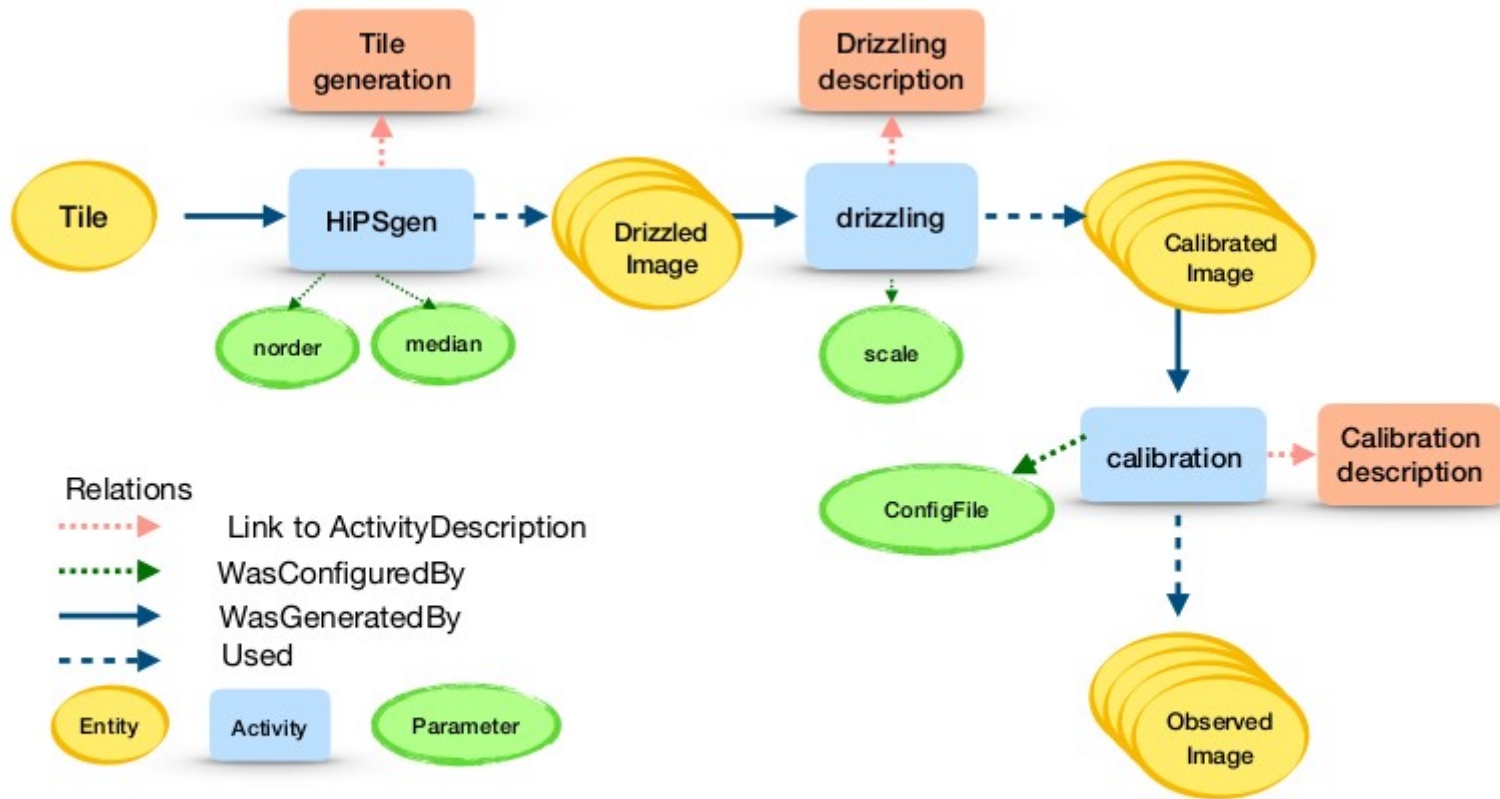 Tile
generation
Drizzling
description
Tile
HiPSgen
Drizzled
Image
drizzling
Calibrated
Image
norder
median
scale
calibration
Calibration
description
ConfigFile
Relations
Link to ActivityDescription
WasConfiguredBy
WasGeneratedBy
Used
Entity
Activity
Parameter
Observed
Image